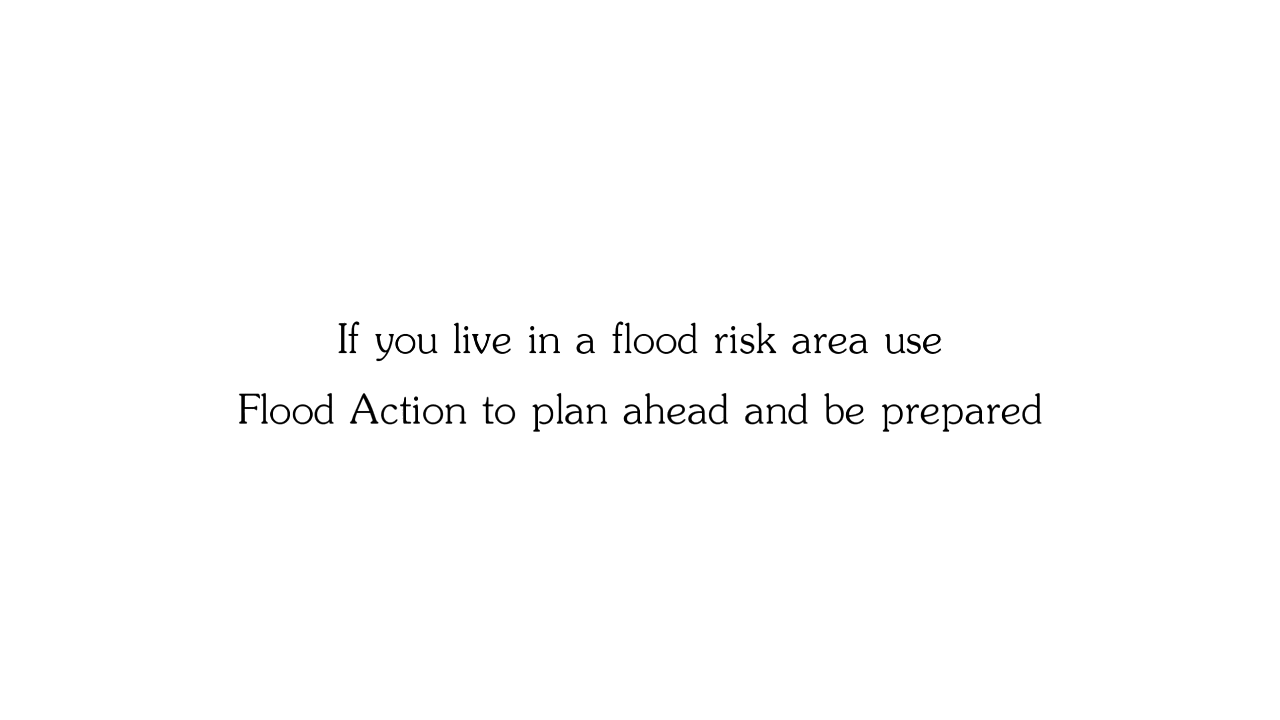 If you live in a flood risk area use
Flood Action to plan ahead and be prepared